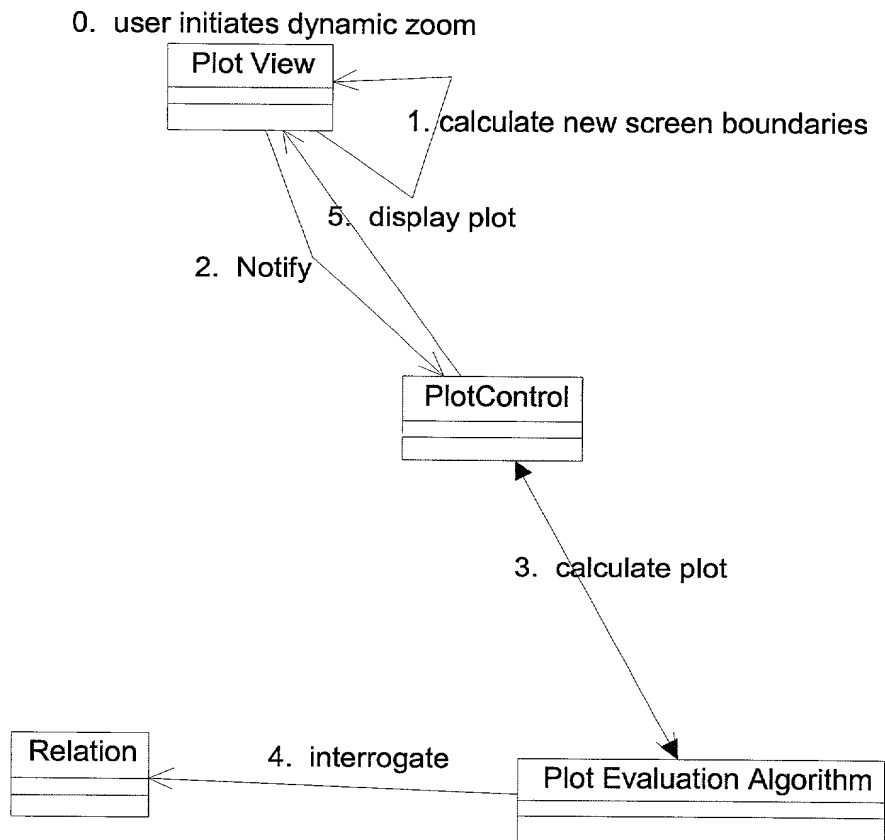 0. user initiates dynamic zoom
Plot View
1. calculate new screen boundaries
5. display plot
2. Notify
PlotControl
3. calculate plot
Relation
4. interrogate
Plot Evaluation Algorithm